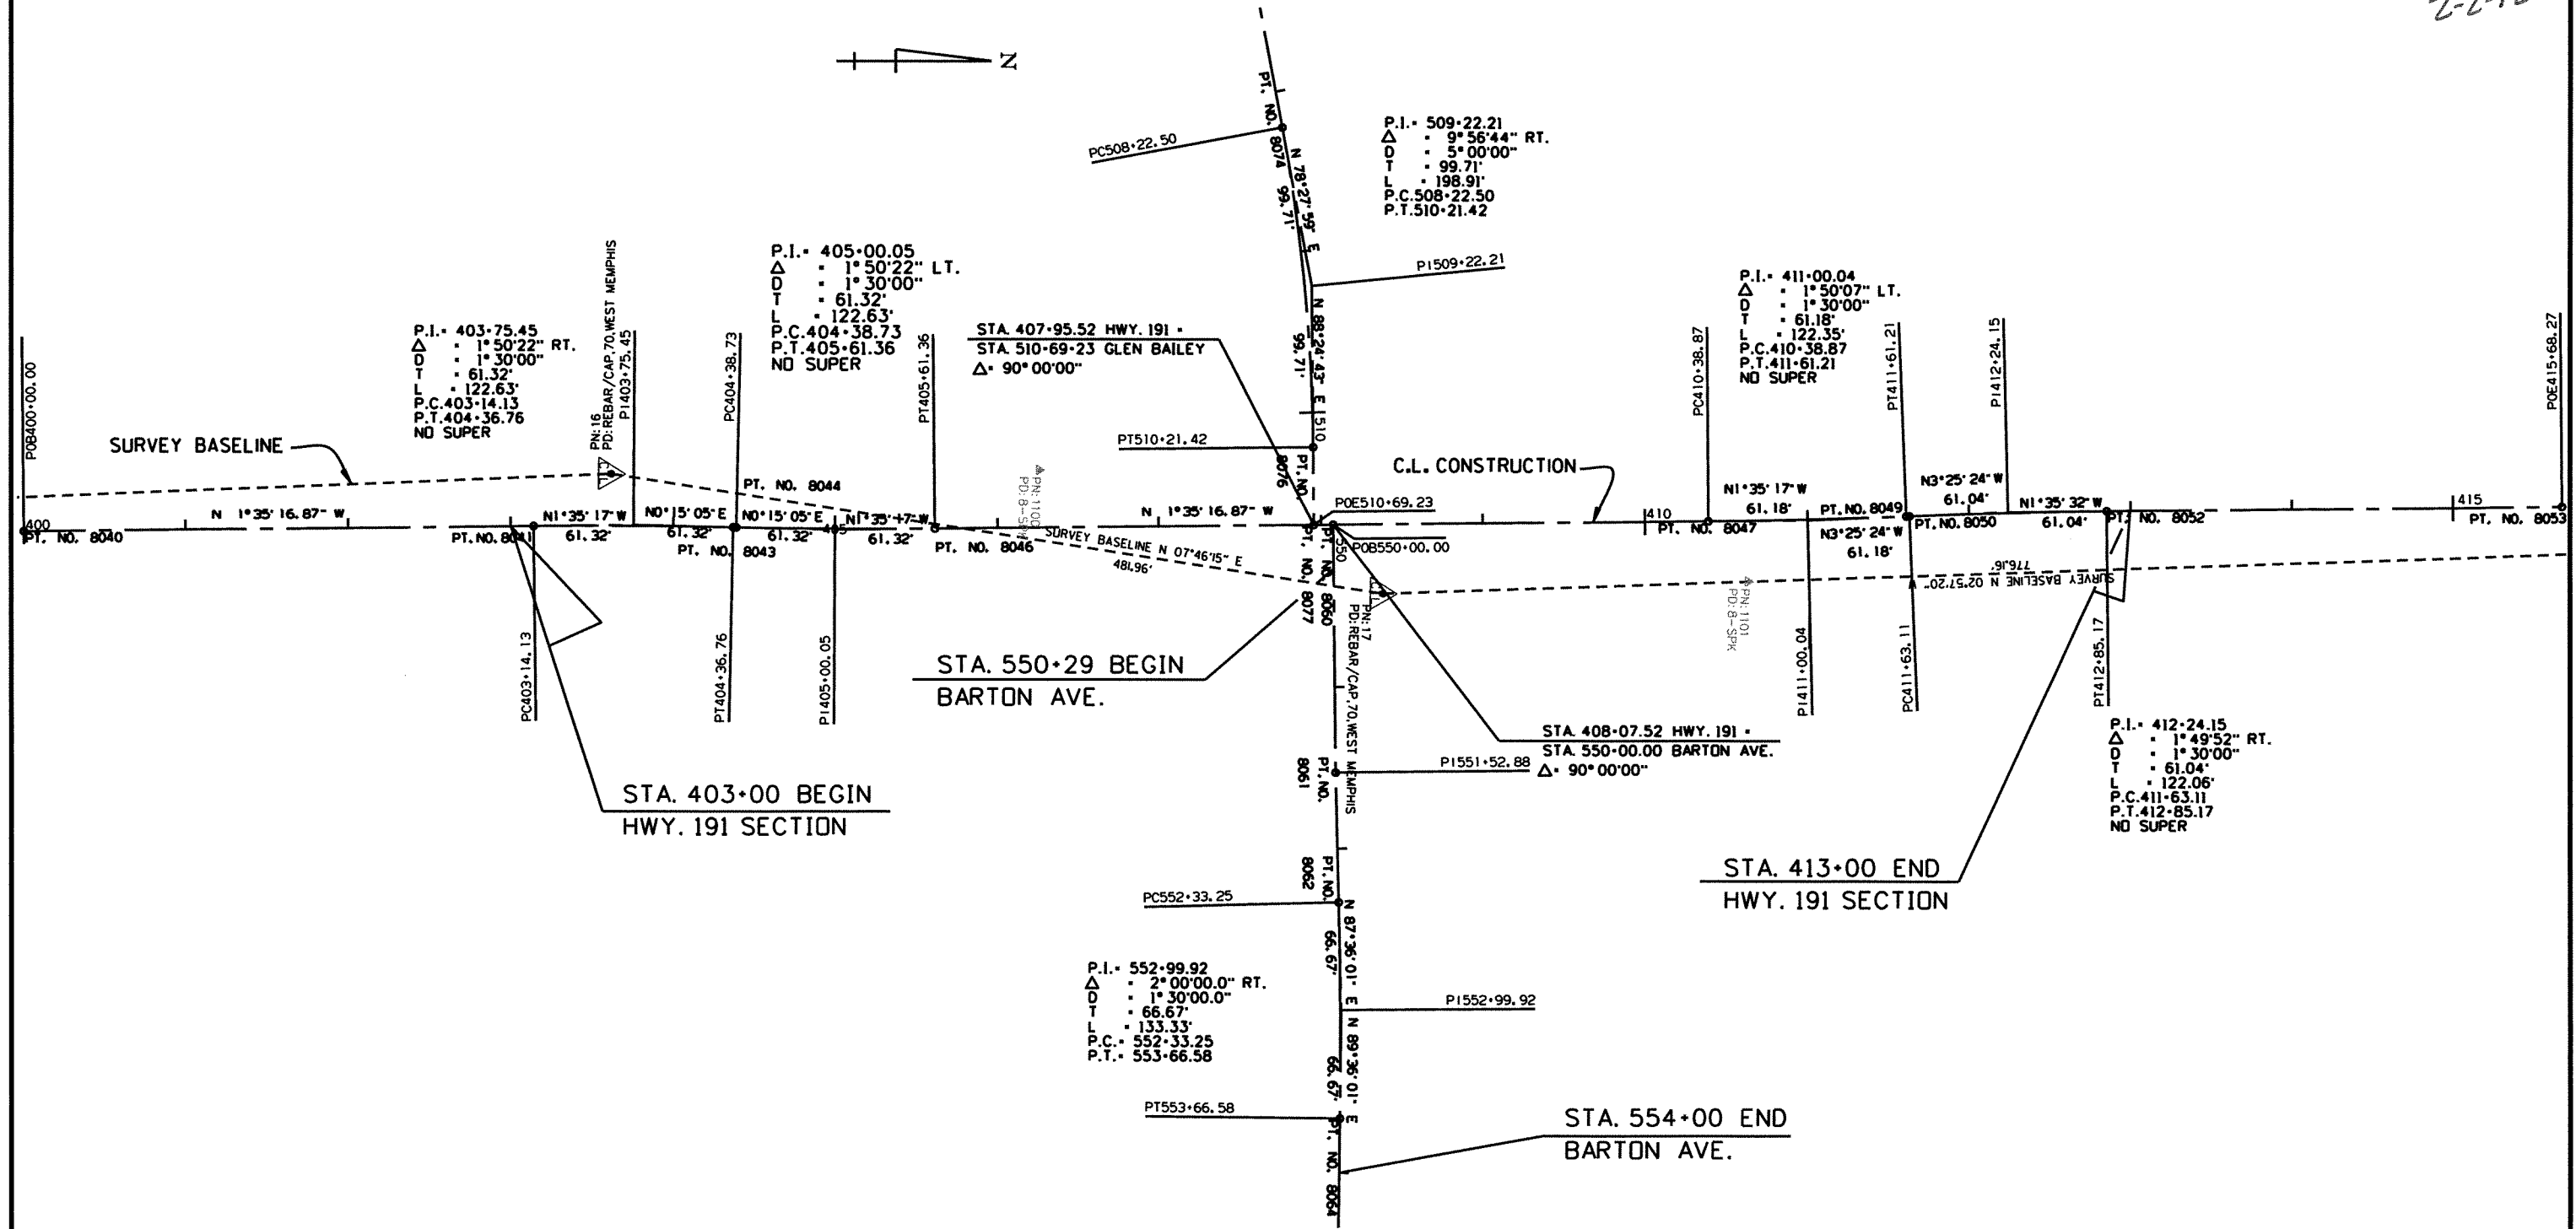 2-2-12
N
PC508+22.50
PT. NO. 8074
N 78°27'59" E
99.71'
P.I.= 509+22.21
Δ = 9°56'44" RT.
D = 5°00'00"
T = 99.71'
L = 198.91'
P.C.508+22.50
P.T.510+21.42
PI509+22.21
N 88°24'43" E
99.71'
510
PT510+21.42
PT. NO. 8076
P.I.= 403+75.45
Δ = 1°50'22" RT.
D = 1°30'00"
T = 61.32'
L = 122.63'
P.C.403+14.13
P.T.404+36.76
NO SUPER
PN:16
PD:REBAR/CAP,70,WEST MEMPHIS
PI403+75.45
PC404+38.73
P.I.= 405+00.05
Δ = 1°50'22" LT.
D = 1°30'00"
T = 61.32'
L = 122.63'
P.C.404+38.73
P.T.405+61.36
NO SUPER
PT405+61.36
STA. 407+95.52 HWY. 191 =
STA. 510+69.23 GLEN BAILEY
Δ= 90°00'00"
P.I.= 411+00.04
Δ = 1°50'07" LT.
D = 1°30'00"
T = 61.18'
L = 122.35'
P.C.410+38.87
P.T.411+61.21
NO SUPER
PC410+38.87
PT411+61.21
PI412+24.15
POE415+68.27
POB400+00.00
SURVEY BASELINE
C.L. CONSTRUCTION
400
PT. NO. 8040
N 1°35'16.87" W
PT. NO. 8041
N1°35'17"W
61.32'
N0°15'05"E
61.32'
PT. NO. 8043
PT. NO. 8044
N0°15'05"E
61.32'
405
N1°35'17"W
61.32'
PT. NO. 8046
PN:1100
PD:8-SPK
SURVEY BASELINE N 07°46'15" E
481.96'
N 1°35'16.87" W
POE510+69.23
POB550+00.00
550
PT. NO. 8077
PT. NO. 8060
410
PT. NO. 8047
N1°35'17"W
61.18'
PT. NO. 8049
N3°25'24"W
61.18'
N3°25'24"W
61.04'
PT. NO. 8050
N1°35'32"W
61.04'
PT. NO. 8052
415
PT. NO. 8053
776.16'
SURVEY BASELINE N 02°57'20"
PN:1101
PD:8-SPK
PN:17
PD:REBAR/CAP,70,WEST MEMPHIS
PC403+14.13
PT404+36.76
PI405+00.05
STA. 550+29 BEGIN
BARTON AVE.
STA. 408+07.52 HWY. 191 =
STA. 550+00.00 BARTON AVE.
Δ= 90°00'00"
PI551+52.88
PT. NO. 8061
PI411+00.04
PC411+63.11
PT412+85.17
P.I.= 412+24.15
Δ = 1°49'52" RT.
D = 1°30'00"
T = 61.04'
L = 122.06'
P.C.411+63.11
P.T.412+85.17
NO SUPER
STA. 403+00 BEGIN
HWY. 191 SECTION
STA. 413+00 END
HWY. 191 SECTION
PT. NO. 8062
PC552+33.25
N 87°36'01" E
66.67'
P.I.= 552+99.92
Δ = 2°00'00.0" RT.
D = 1°30'00.0"
T = 66.67'
L = 133.33'
P.C.= 552+33.25
P.T.= 553+66.58
PI552+99.92
N 89°36'01" E
66.67'
PT553+66.58
PT. NO. 8064
STA. 554+00 END
BARTON AVE.